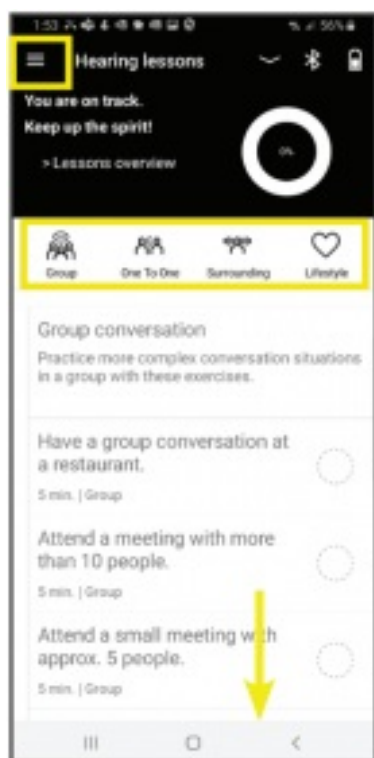 1:53
56%
Hearing lessons
You are on track.
Keep up the spirit!
> Lessons overview
0%
Group
One To One
Surrounding
Lifestyle
Group conversation
Practice more complex conversation situations
in a group with these exercises.
Have a group conversation at
a restaurant.
5 min. | Group
Attend a meeting with more
than 10 people.
5 min. | Group
Attend a small meeting with
approx. 5 people.
5 min. | Group